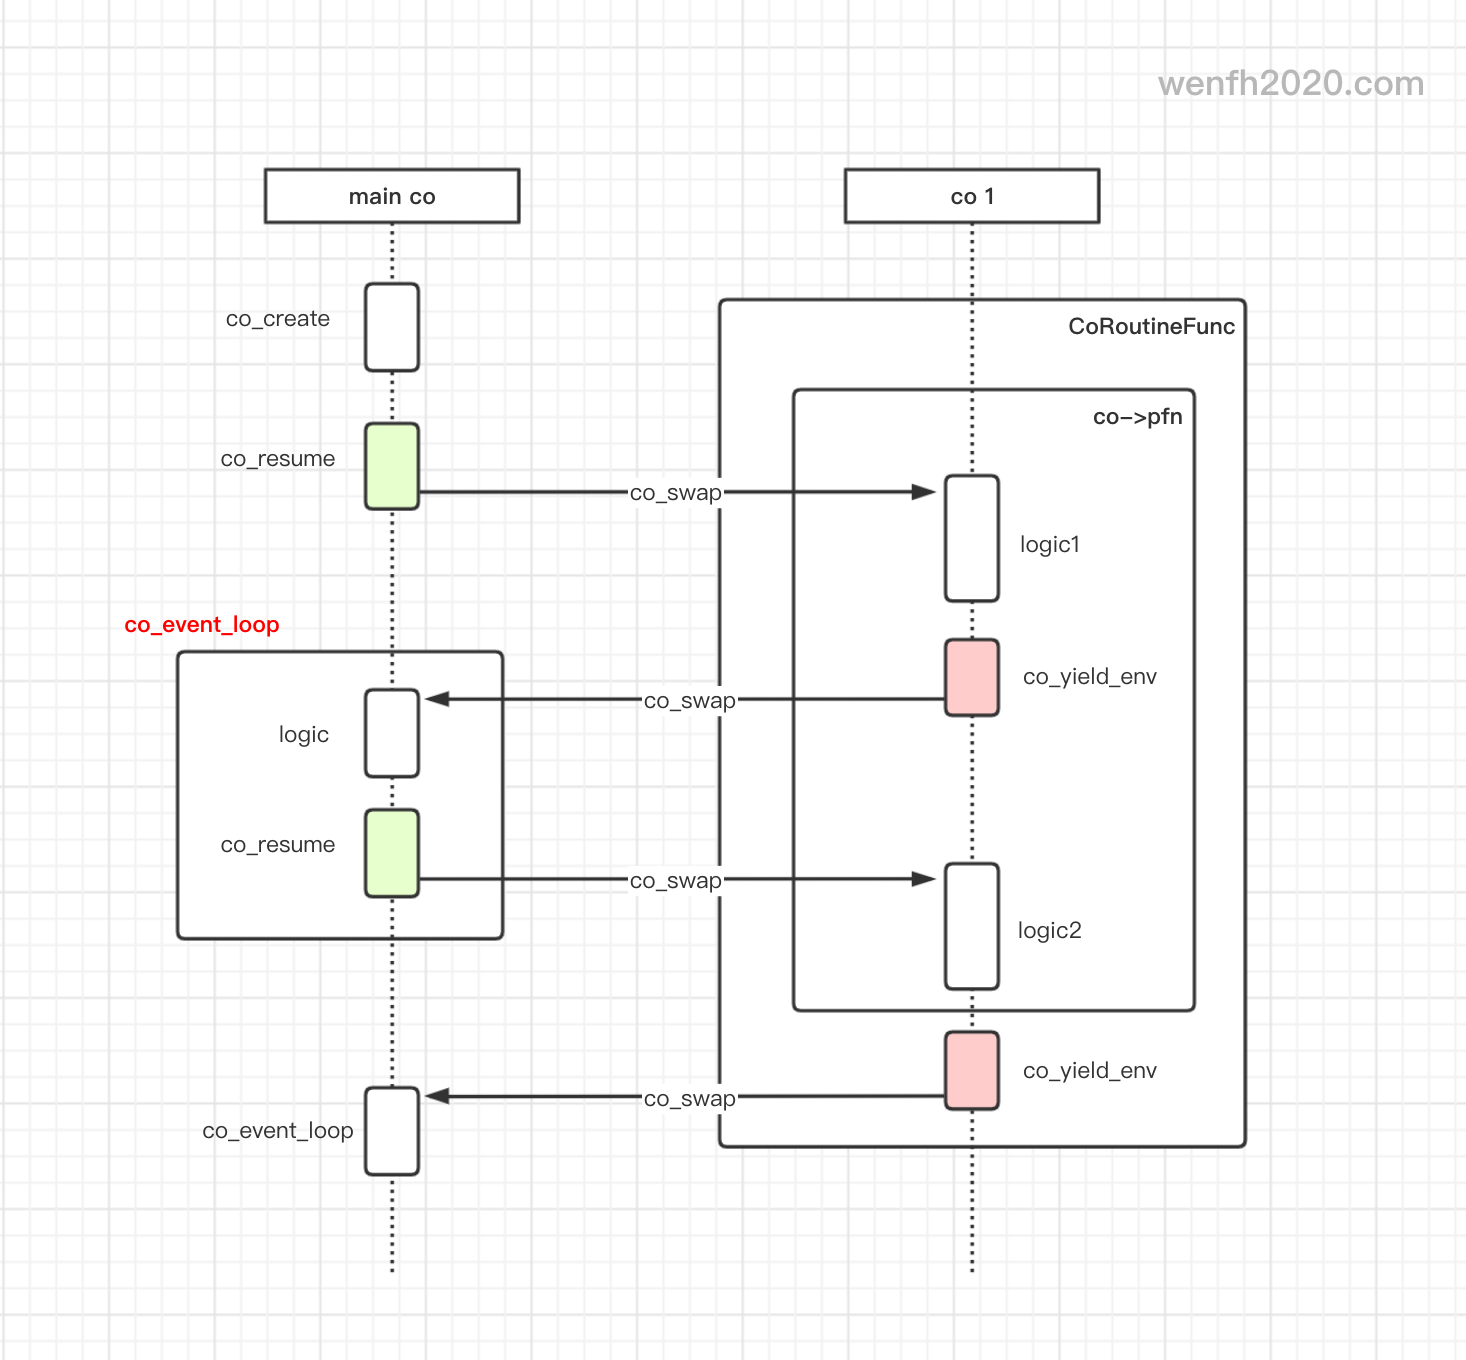 wenfh2020.com
main co
co 1
co_create
CoRoutineFunc
co->pfn
co_resume
co_swap
logic1
co_event_loop
co_yield_env
co_swap
logic
co_resume
co_swap
logic2
co_yield_env
co_swap
co_event_loop